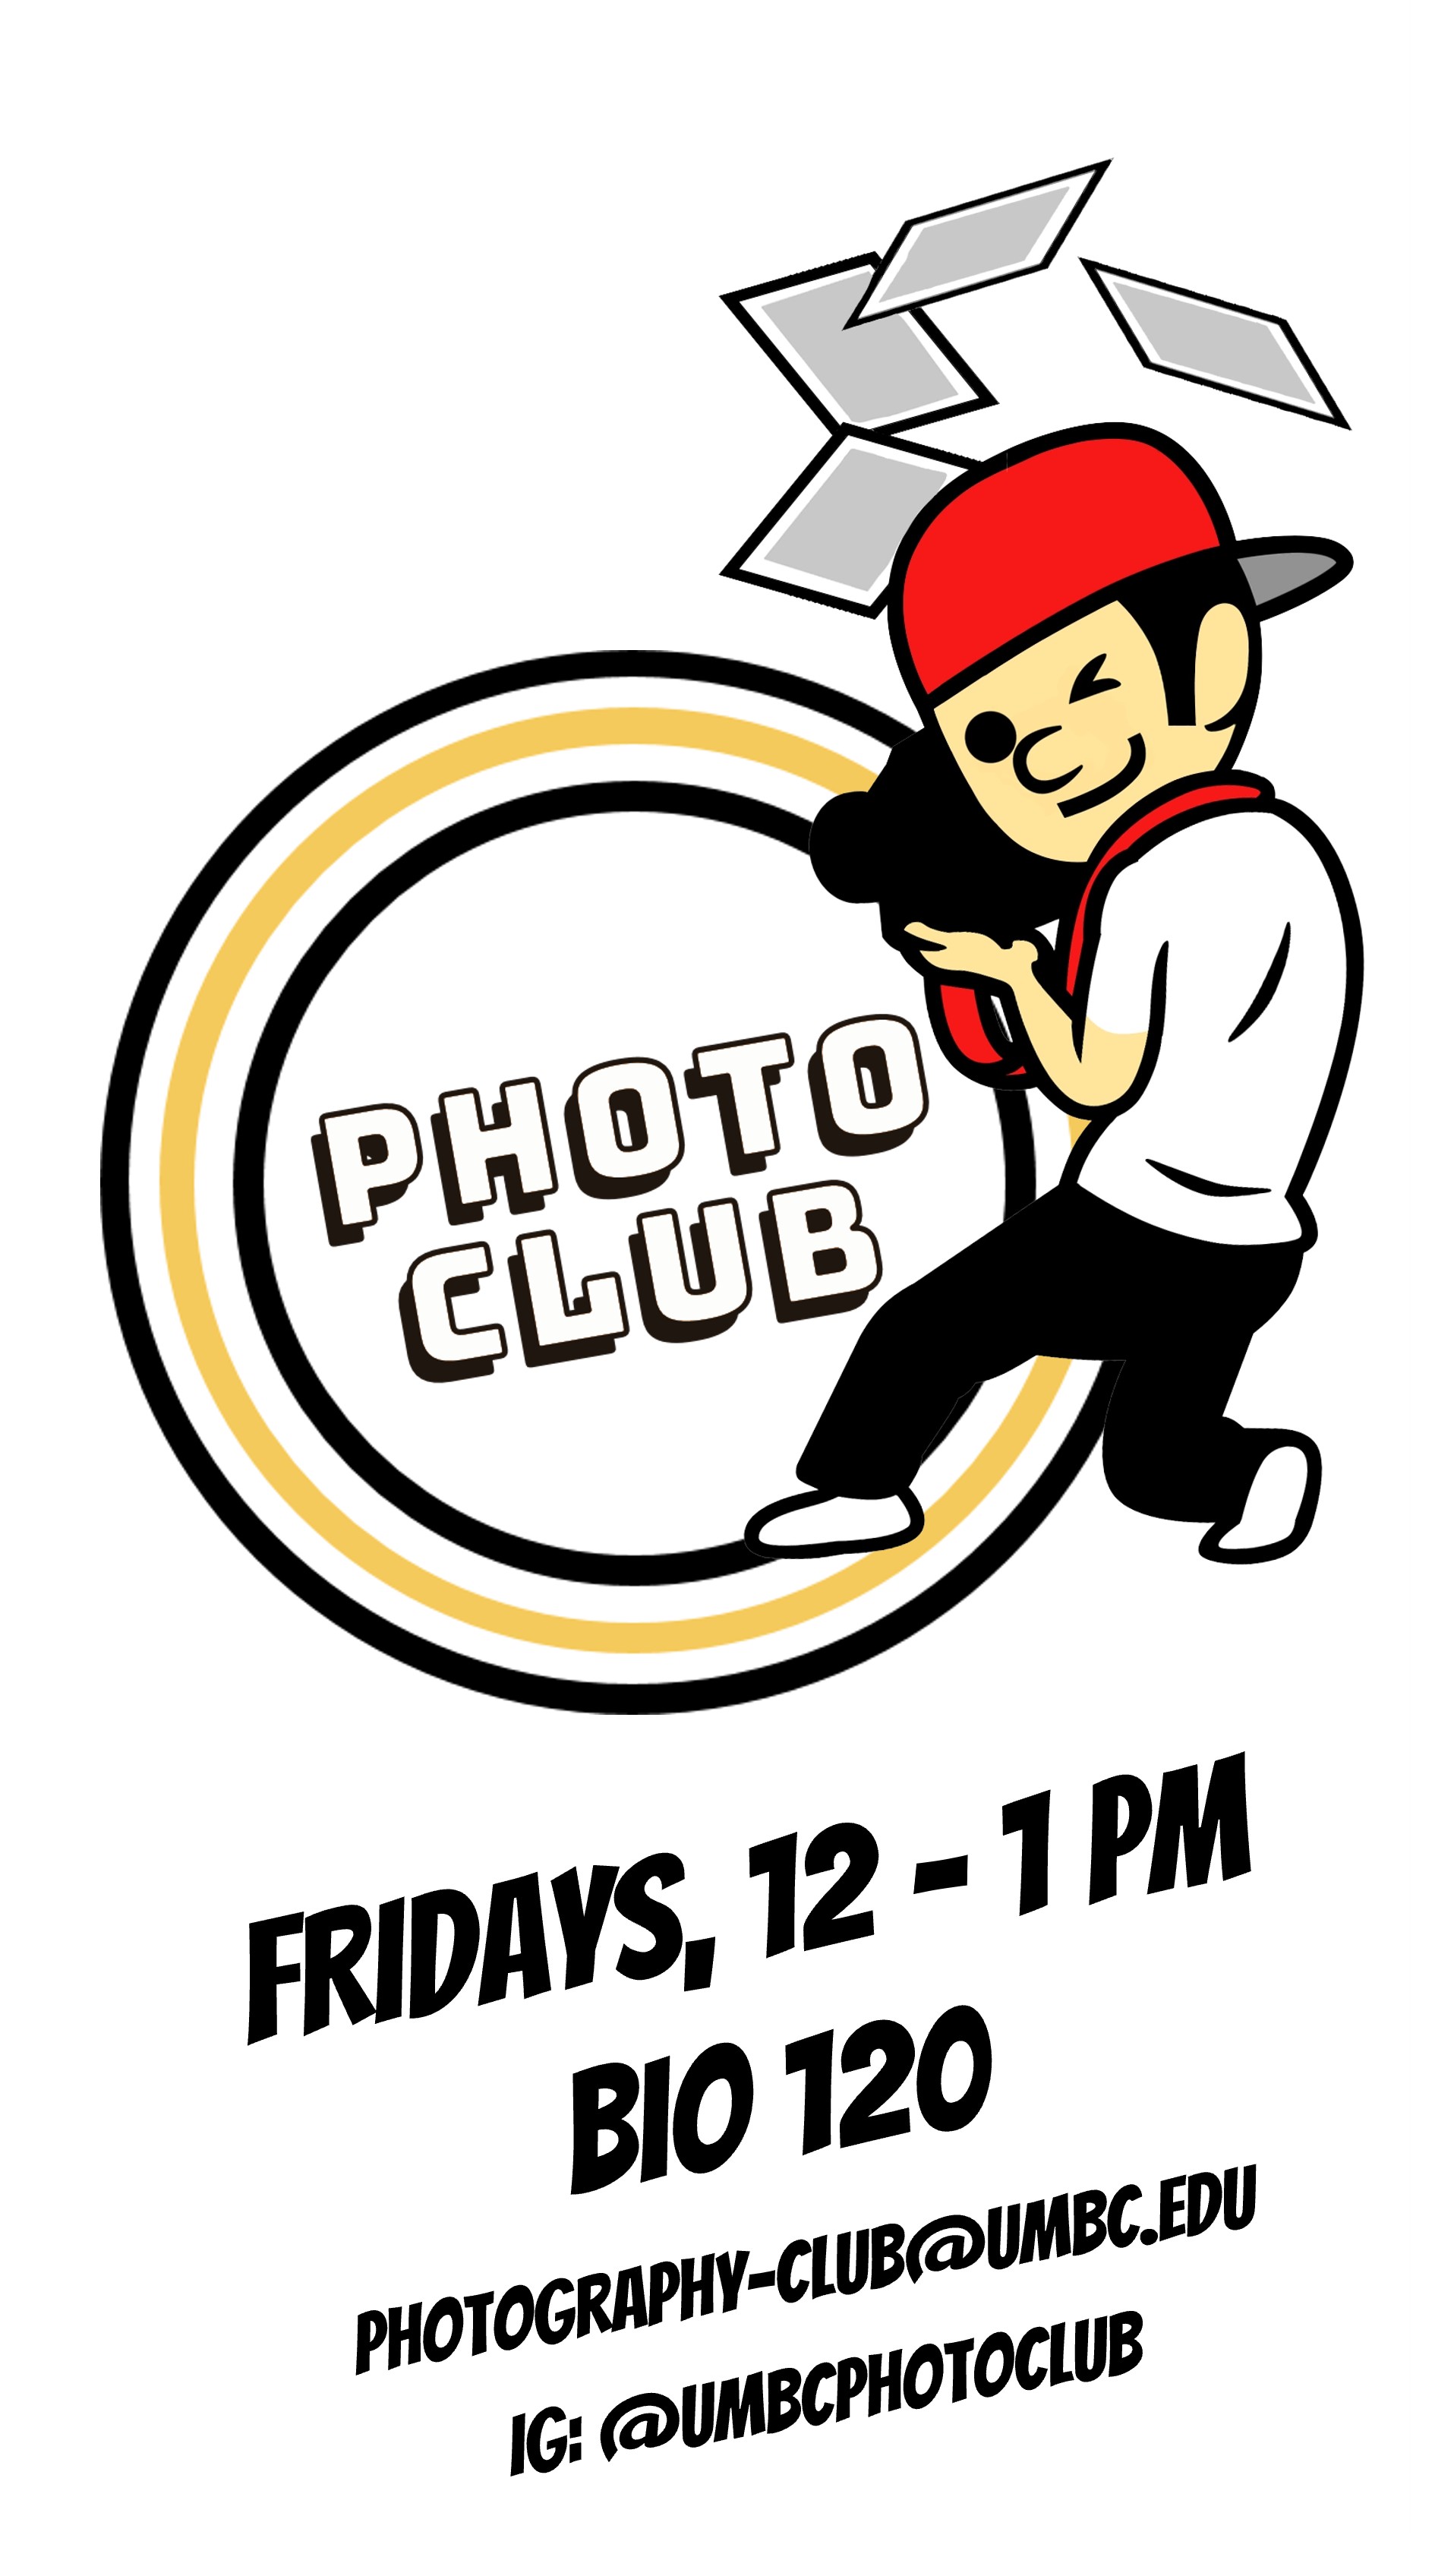 PHOTO
CLUB
FRIDAYS, 12 - 1 PM
BIO 120
PHOTOGRAPHY-CLUB@UMBC.EDU
IG: @UMBCPHOTOCLUB